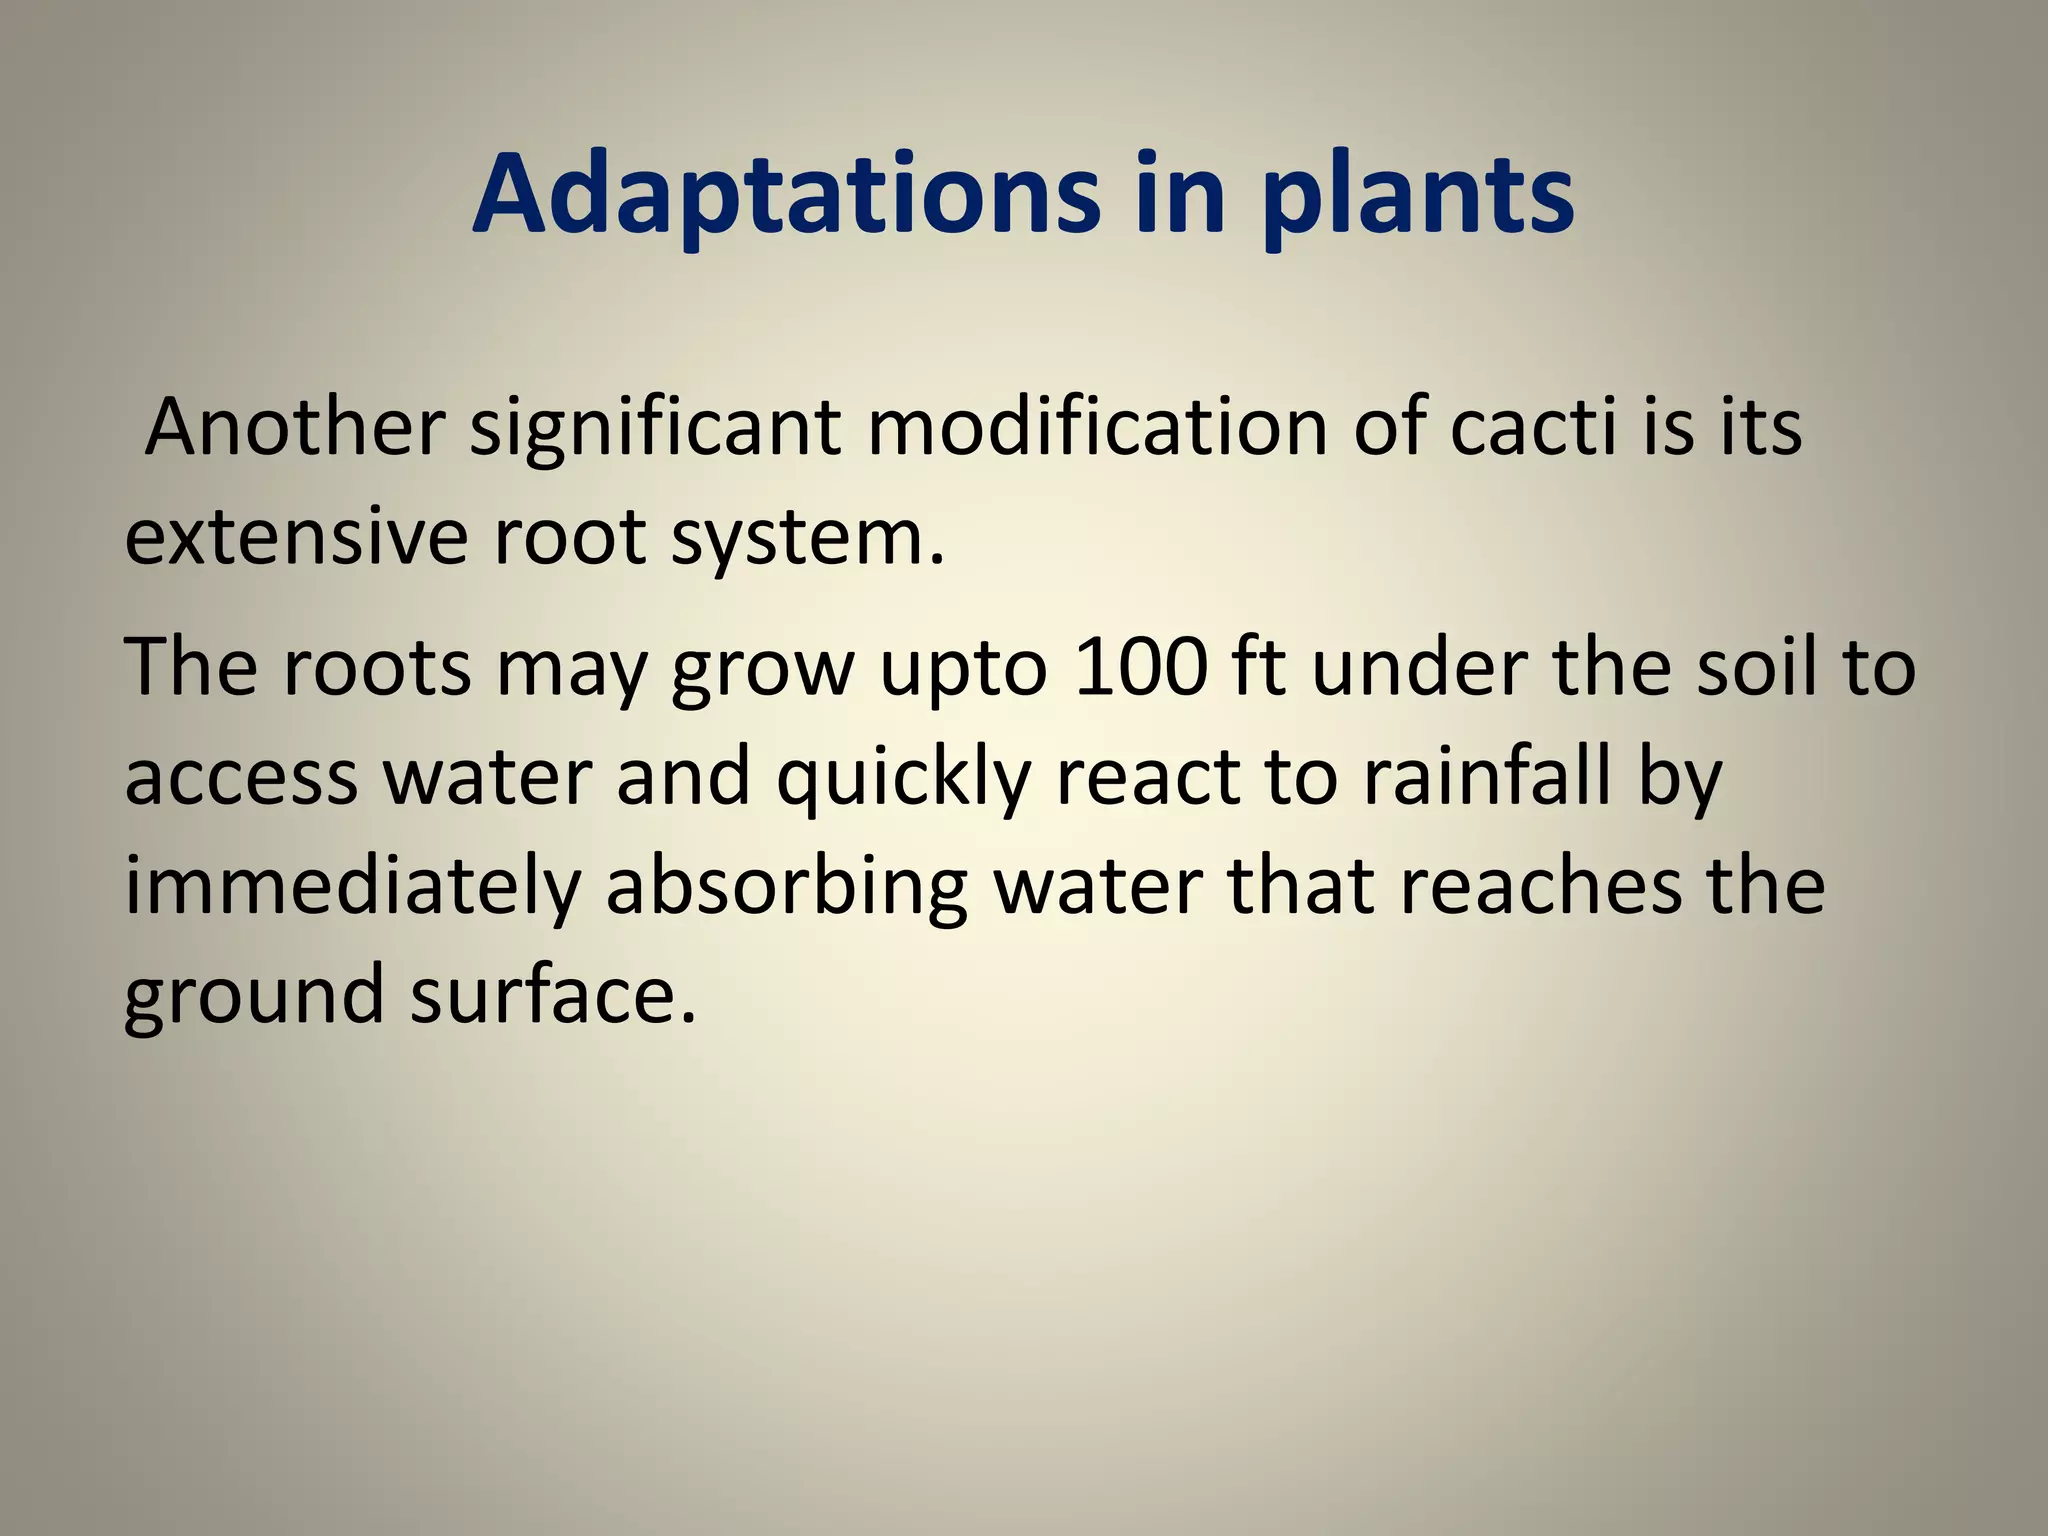 Adaptations in plants
Another significant modification of cacti is its
extensive root system.
The roots may grow upto 100 ft under the soil to
access water and quickly react to rainfall by
immediately absorbing water that reaches the
ground surface.